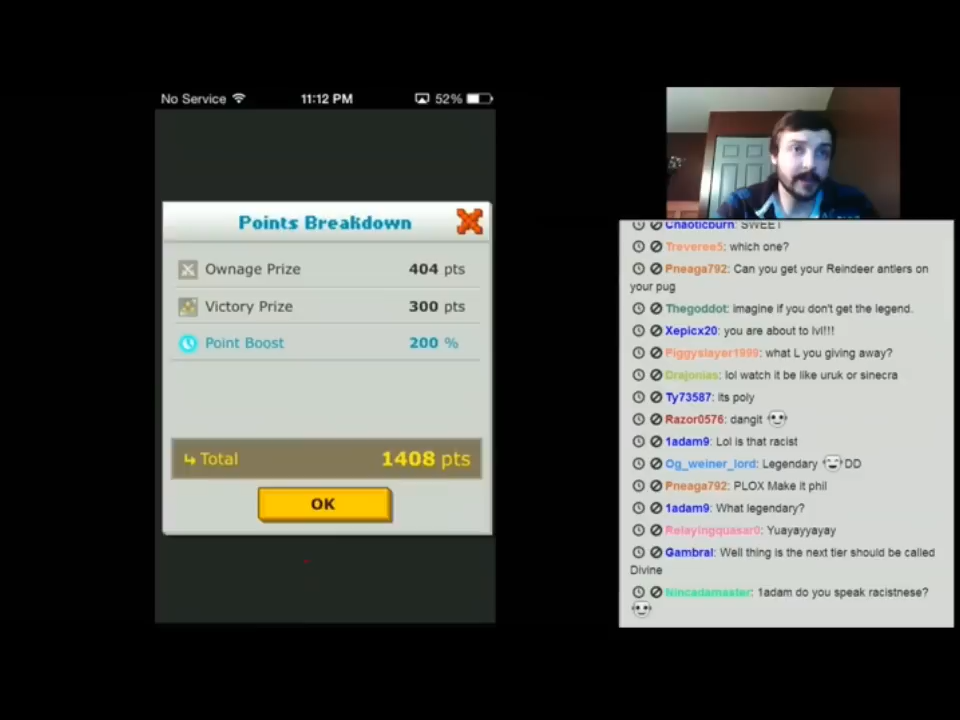 No Service 11:12 PM 52%
Points Breakdown
Ownage Prize 404 pts
Victory Prize 300 pts
Point Boost 200 %
Total 1408 pts
OK
Chaoticburn: SWEET
Treveree5: which one?
Pneaga792: Can you get your Reindeer antlers on
your pug
Thegoddot: imagine if you don't get the legend.
Xepicx20: you are about to lvl!!!
Piggyslayer1999: what L you giving away?
Drajonias: lol watch it be like uruk or sinecra
Ty73587: its poly
Razor0576: dangit
1adam9: Lol is that racist
Og_weiner_lord: Legendary DD
Pneaga792: PLOX Make it phil
1adam9: What legendary?
Relayingquasar0: Yuayayyayay
Gambral: Well thing is the next tier should be called
Divine
Nincadamaster: 1adam do you speak racistnese?